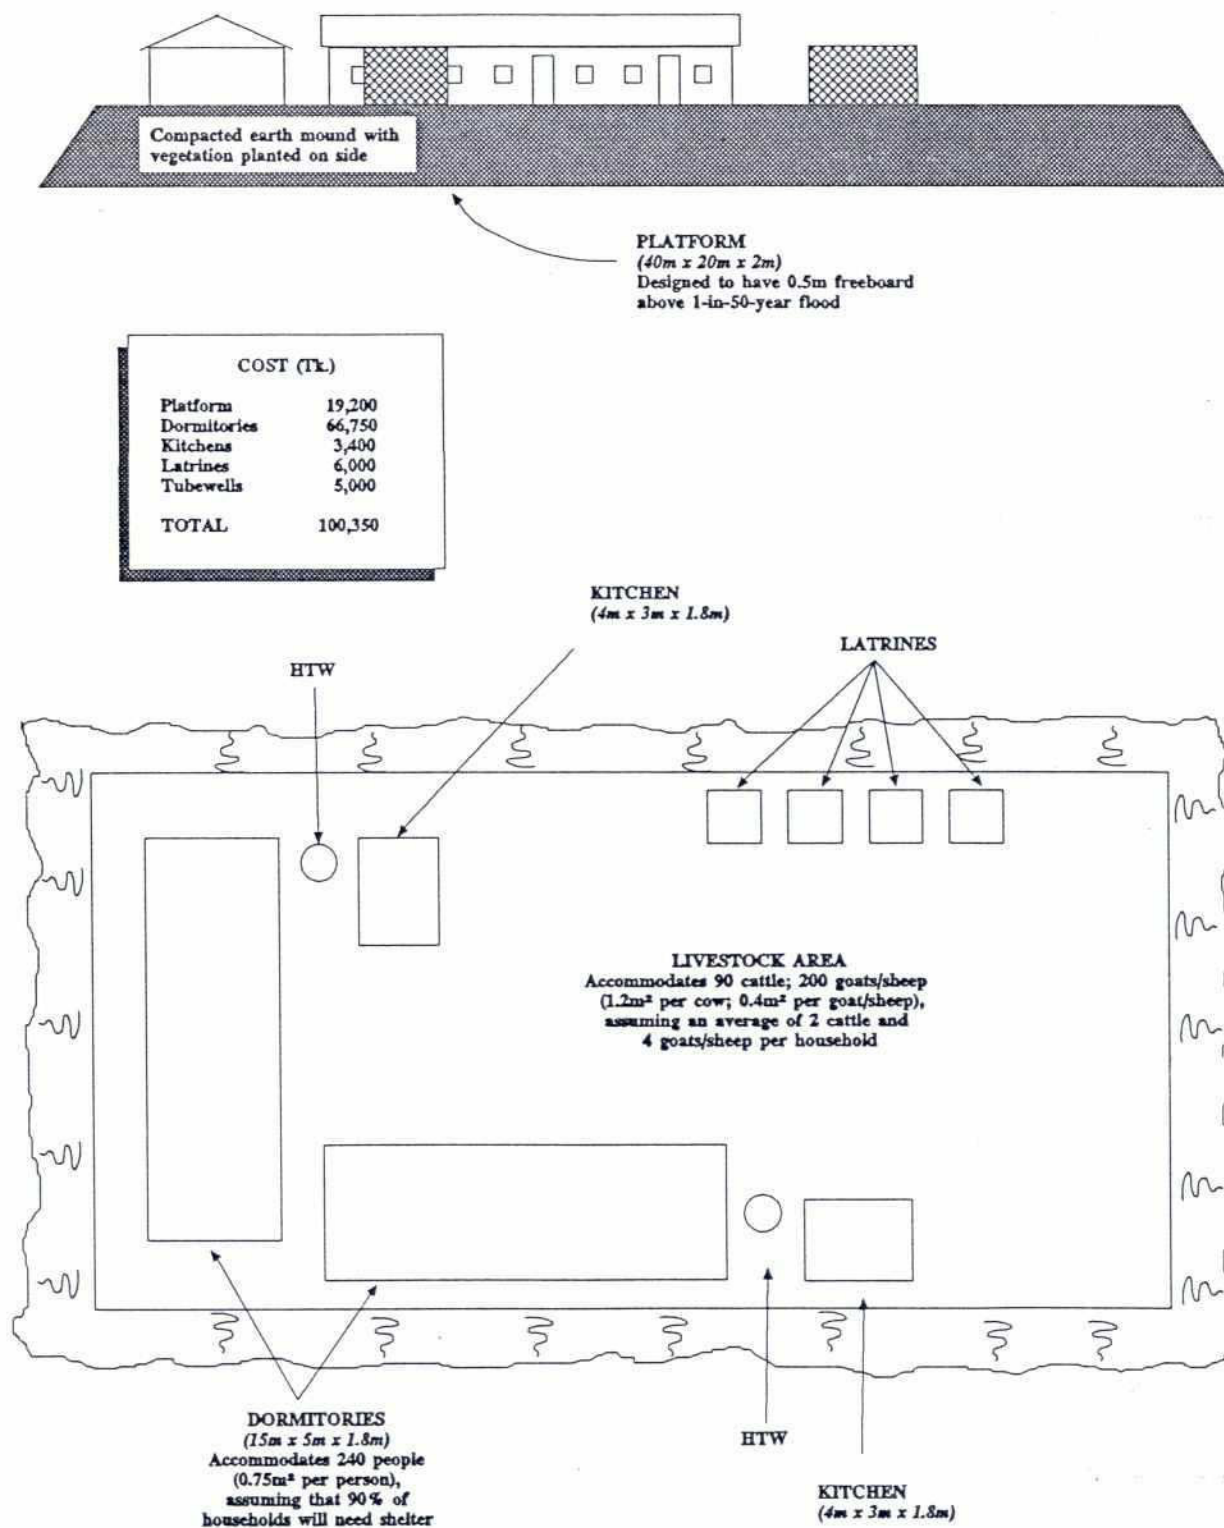 Compacted earth mound with
vegetation planted on side
PLATFORM
(40m x 20m x 2m)
Designed to have 0.5m freeboard
above 1-in-50-year flood
COST (Tk.)
Platform 19,200
Dormitories 66,750
Kitchens 3,400
Latrines 6,000
Tubewells 5,000
TOTAL 100,350
KITCHEN
(4m x 3m x 1.8m)
LATRINES
HTW
LIVESTOCK AREA
Accommodates 90 cattle; 200 goats/sheep
(1.2m² per cow; 0.4m² per goat/sheep),
assuming an average of 2 cattle and
4 goats/sheep per household
DORMITORIES
(15m x 5m x 1.8m)
Accommodates 240 people
(0.75m² per person),
assuming that 90% of
households will need shelter
HTW
KITCHEN
(4m x 3m x 1.8m)